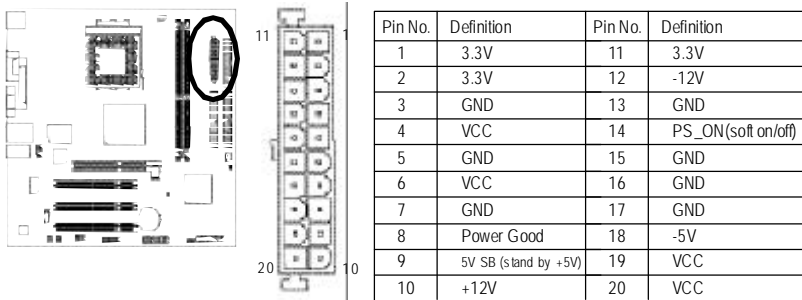 11 1
20 10
Pin No. Definition Pin No. Definition
1 3.3V 11 3.3V
2 3.3V 12 -12V
3 GND 13 GND
4 VCC 14 PS_ON(soft on/off)
5 GND 15 GND
6 VCC 16 GND
7 GND 17 GND
8 Power Good 18 -5V
9 5V SB (stand by +5V) 19 VCC
10 +12V 20 VCC